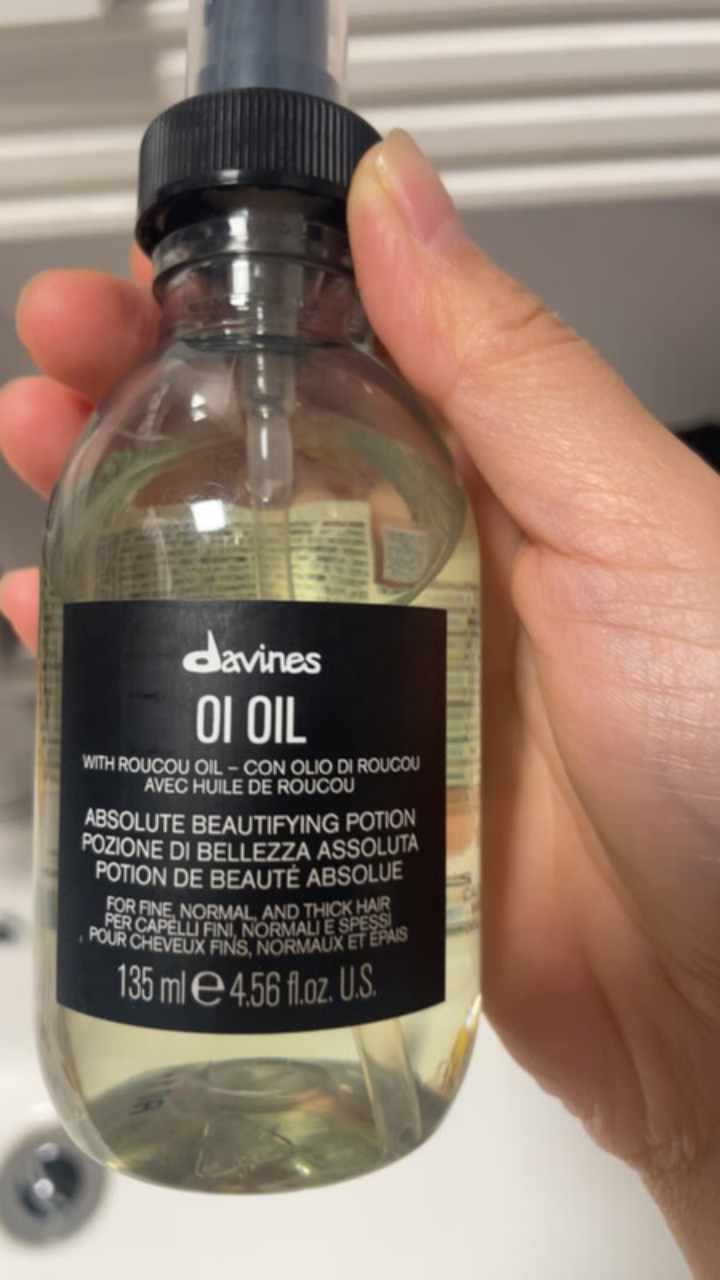 davines
OI OIL
WITH ROUCOU OIL – CON OLIO DI ROUCOU
AVEC HUILE DE ROUCOU
ABSOLUTE BEAUTIFYING POTION
POZIONE DI BELLEZZA ASSOLUTA
POTION DE BEAUTÉ ABSOLUE
FOR FINE, NORMAL, AND THICK HAIR
PER CAPELLI FINI, NORMALI E SPESSI
POUR CHEVEUX FINS, NORMAUX ET ÉPAIS
135 ml e 4.56 fl.oz. U.S.